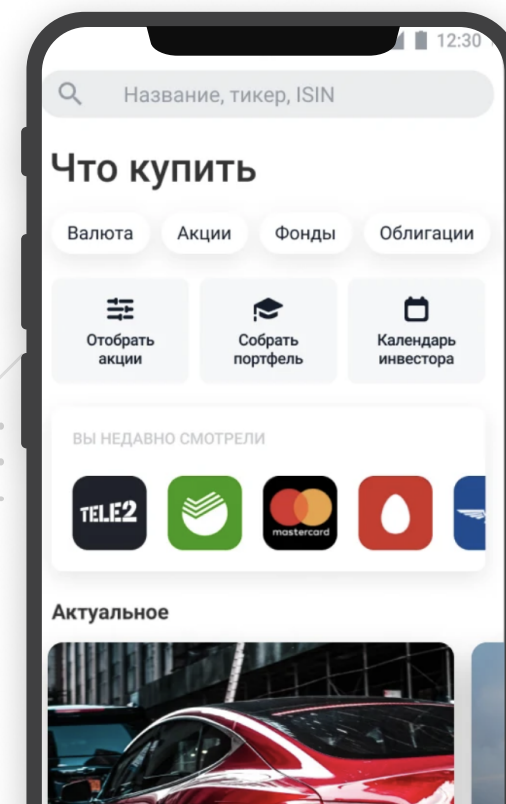 12:30
Название, тикер, ISIN
Что купить
Валюта Акции Фонды Облигации
Отобрать акции
Собрать портфель
Календарь инвестора
ВЫ НЕДАВНО СМОТРЕЛИ
TELE2
mastercard
Актуальное